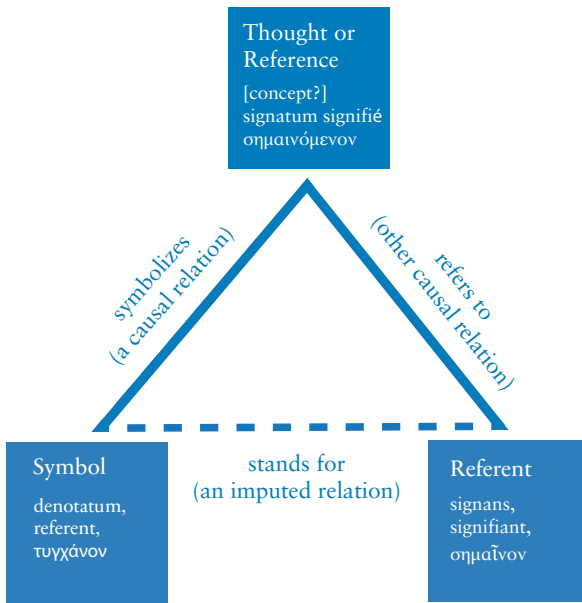 Thought or
Reference
[concept?]
signatum signifié
σημαινόμενον
symbolizes
(a causal relation)
refers to
(other causal relation)
Symbol
denotatum,
referent,
τυγχάνον
stands for
(an imputed relation)
Referent
signans,
signifiant,
σημαῖνον